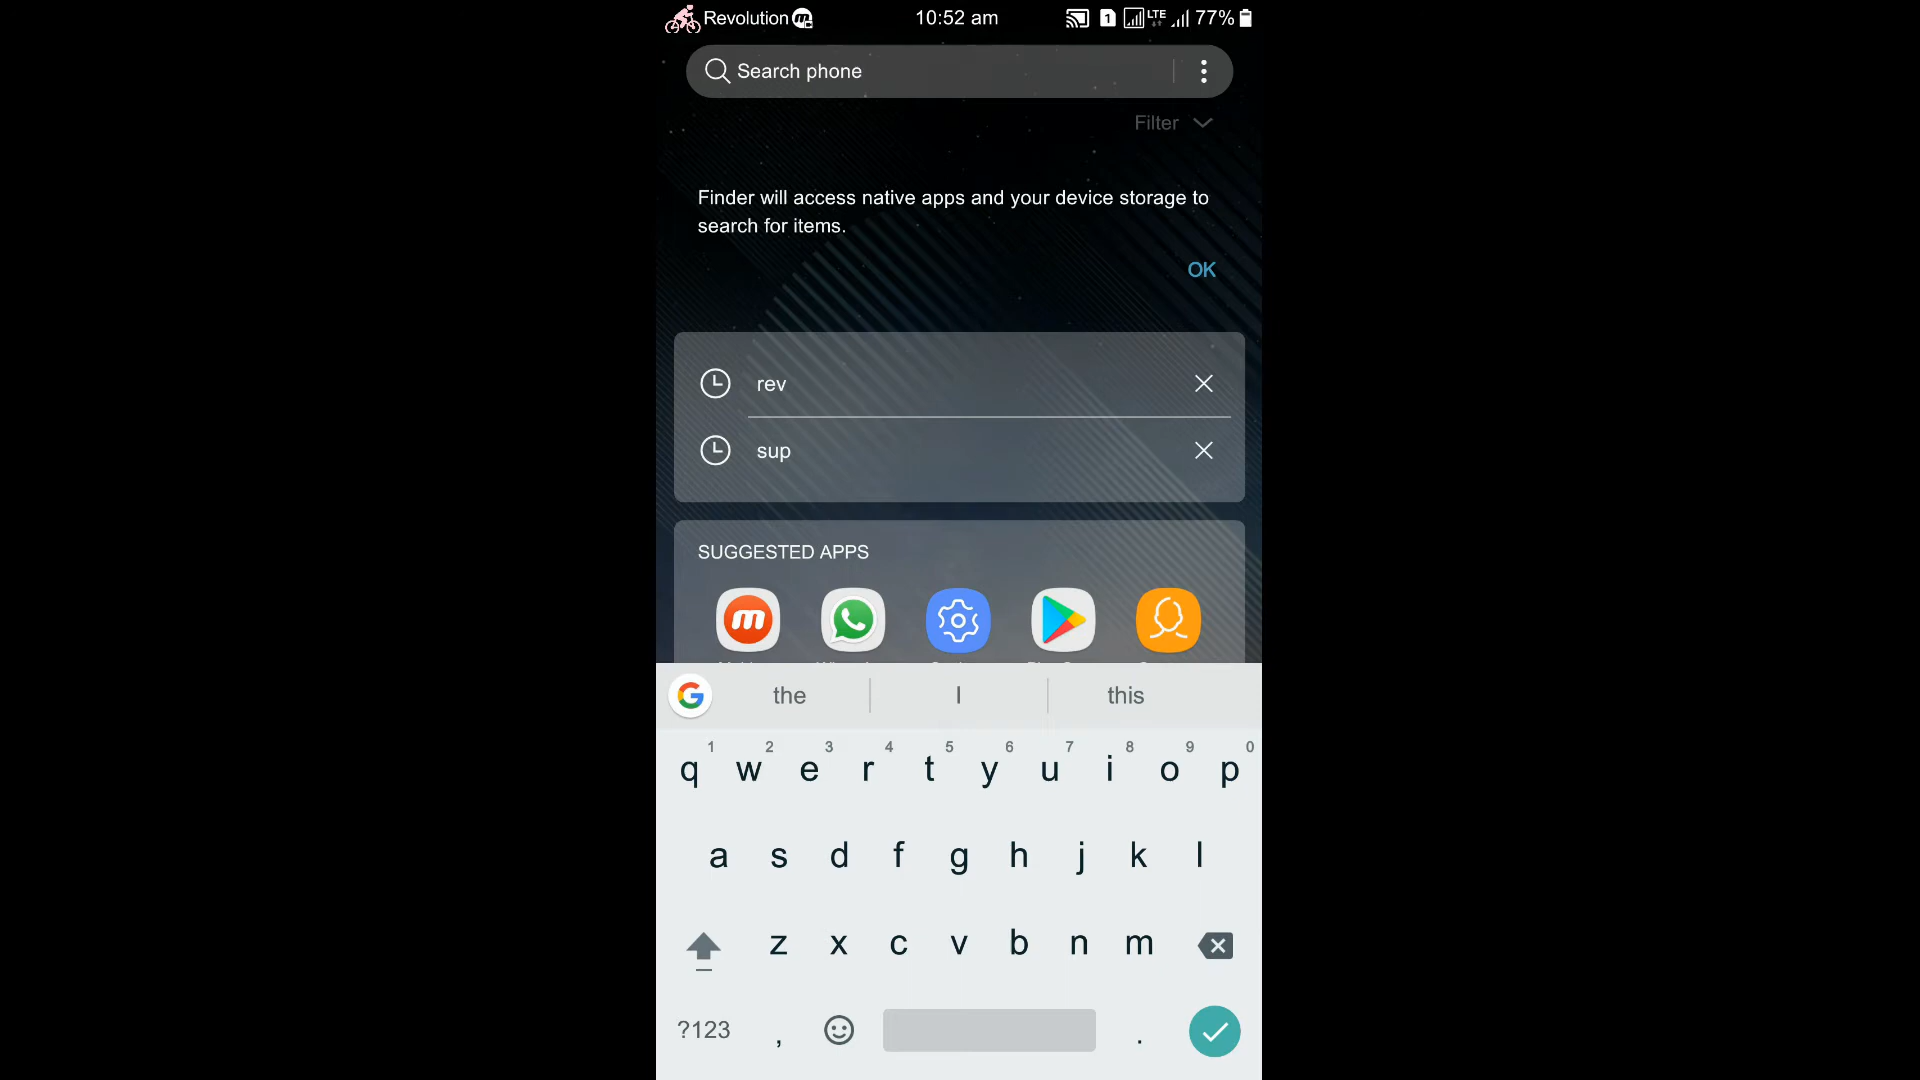 Revolution 10:52 am 1 LTE 77%
Search phone
Filter
Finder will access native apps and your device storage to
search for items.
OK
rev
sup
SUGGESTED APPS
the I this
1 2 3 4 5 6 7 8 9 0
q w e r t y u i o p
a s d f g h j k l
z x c v b n m
?123 , .